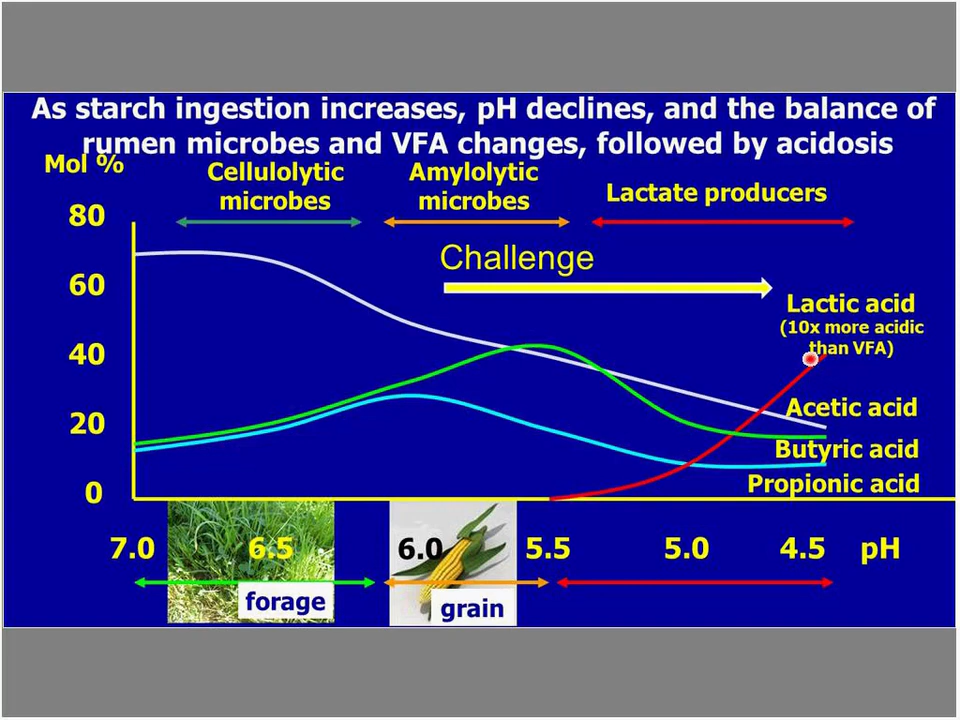 As starch ingestion increases, pH declines, and the balance of
rumen microbes and VFA changes, followed by acidosis
Mol %
Cellulolytic
microbes
Amylolytic
microbes
Lactate producers
80
Challenge
60
Lactic acid
(10x more acidic
than VFA)
40
Acetic acid
20
Butyric acid
Propionic acid
0
7.0 6.5 6.0 5.5 5.0 4.5 pH
forage
grain